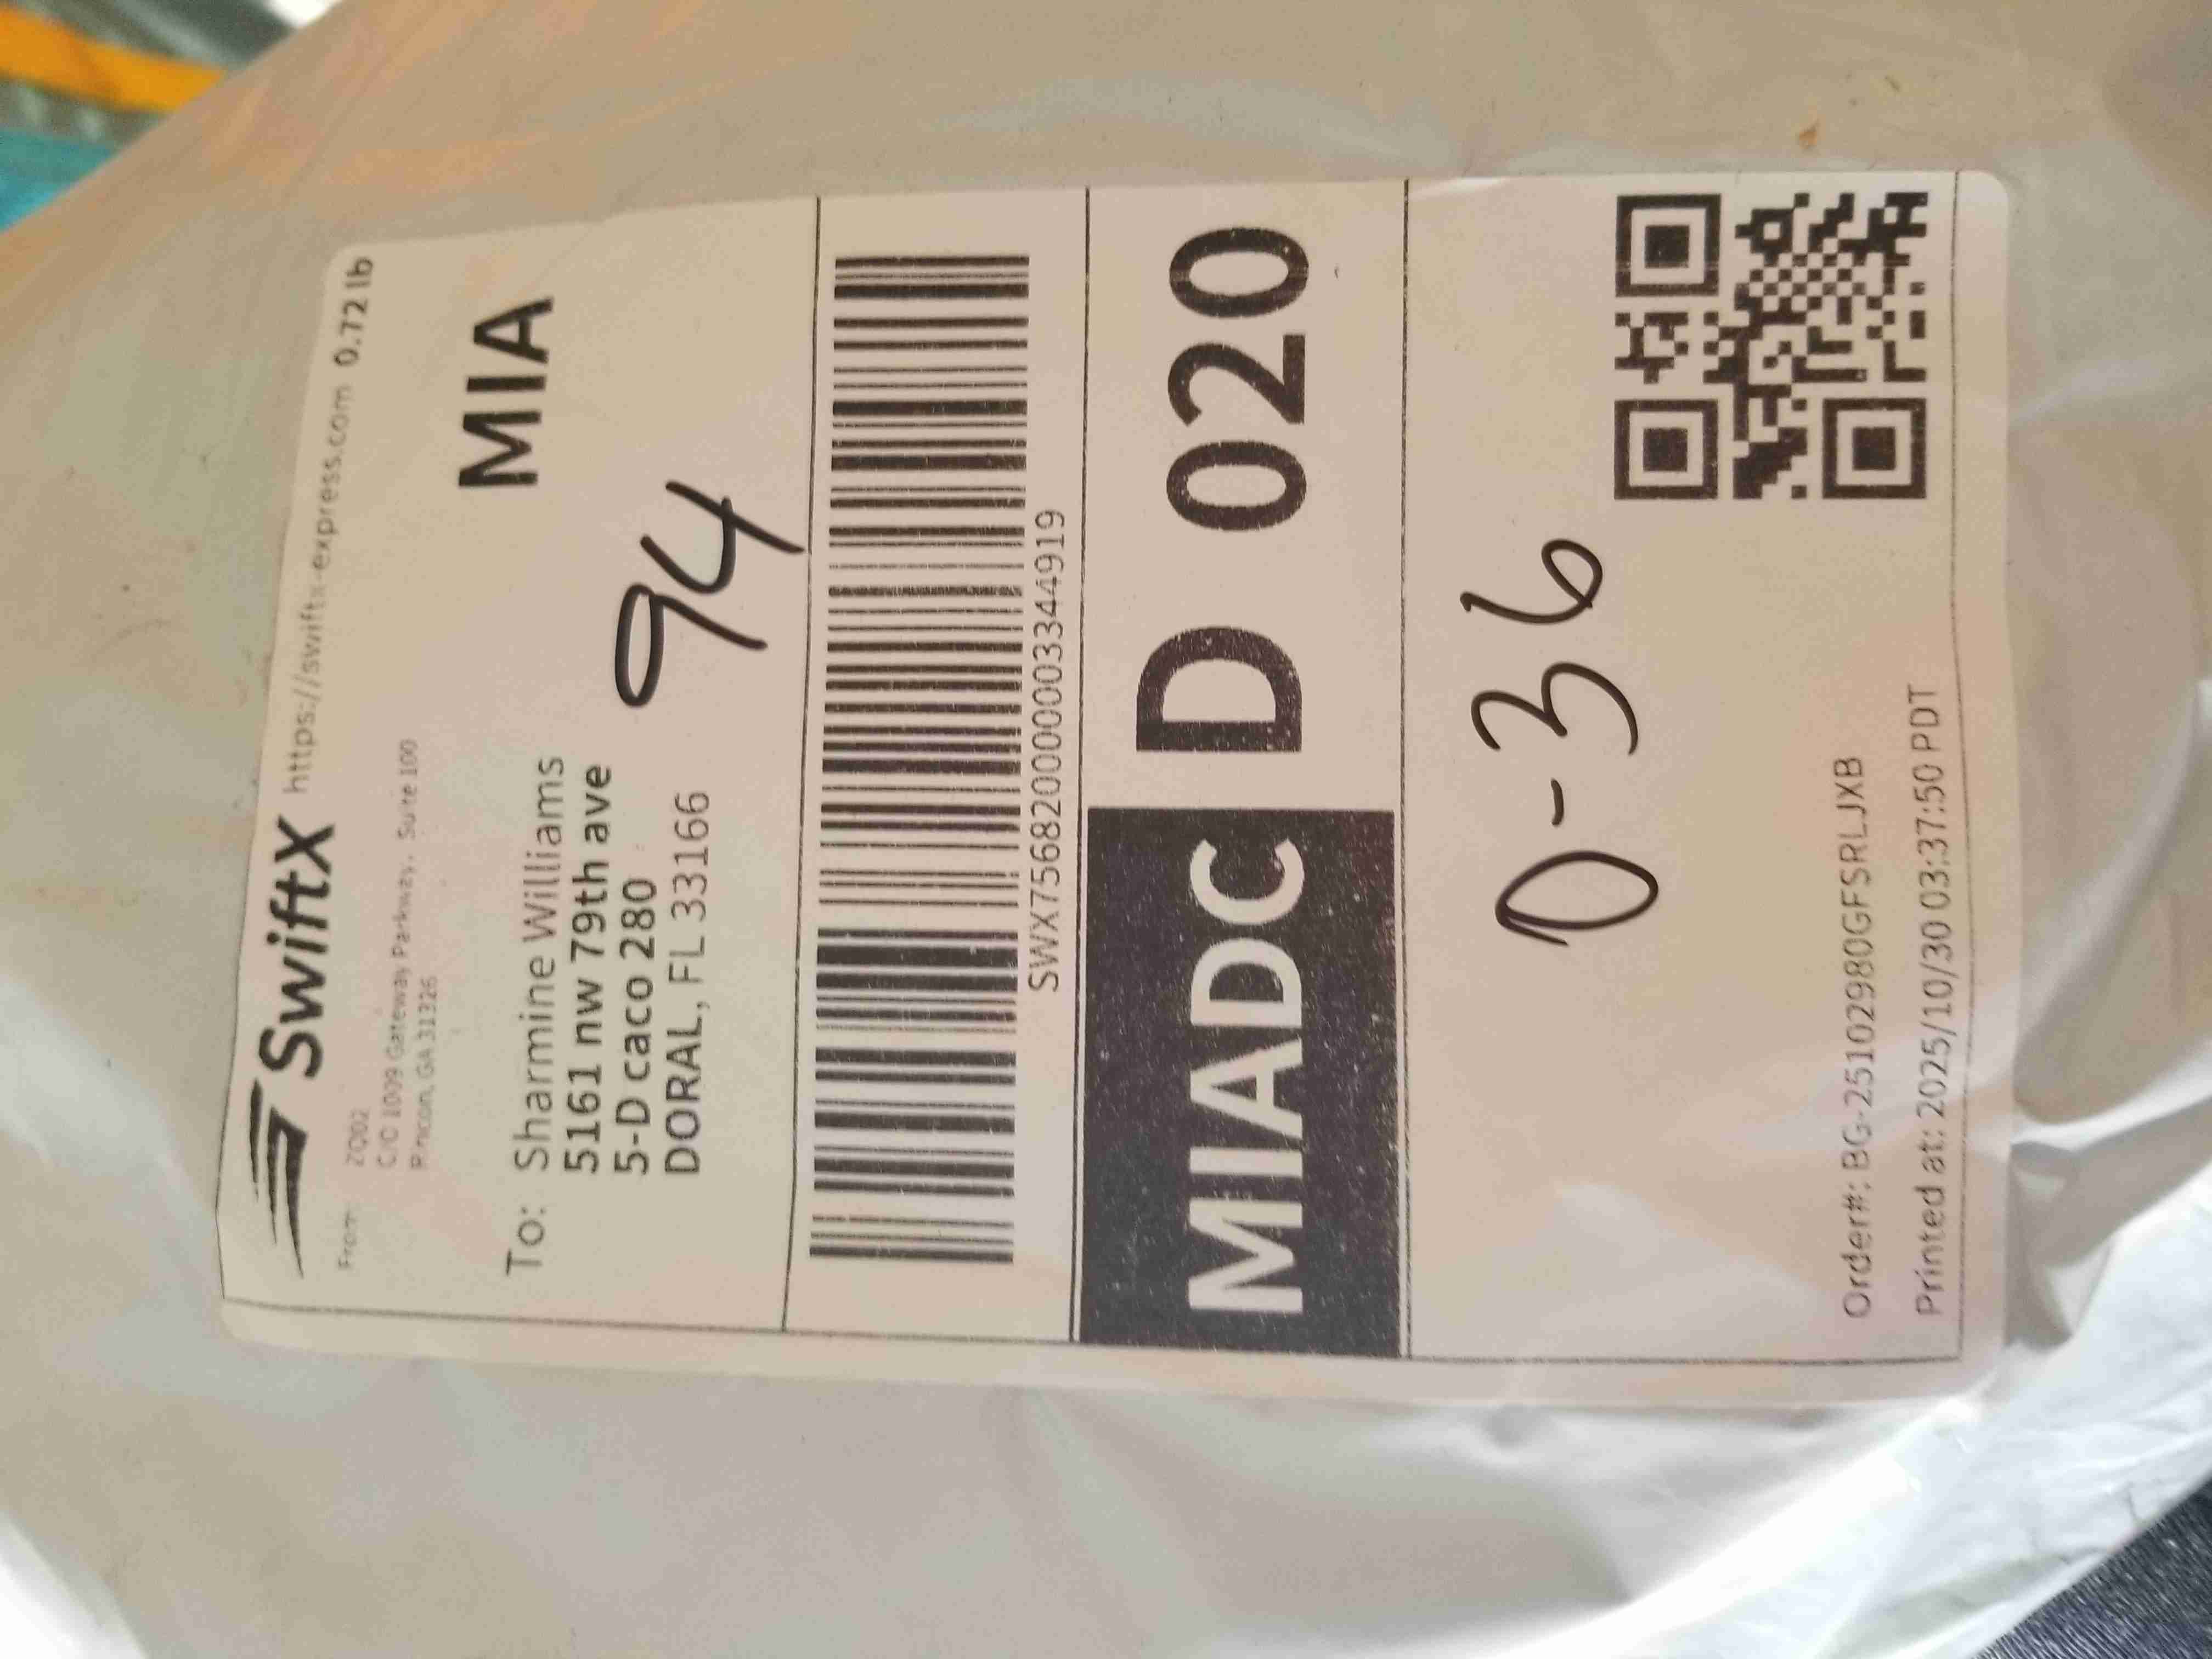 SwiftX https://swiftx-express.com 0.72 lb
From: ZQ02
C/O 1009 Gateway Parkway, Suite 100
Rincon, GA 31326
MIA
To: Sharmine Williams
5161 nw 79th ave
5-D caco 280
DORAL, FL 33166
94
SWX756820000003344919
MIADC D 020
0-36
Order#: BG-25102980GFSRLJXB
Printed at: 2025/10/30 03:37:50 PDT